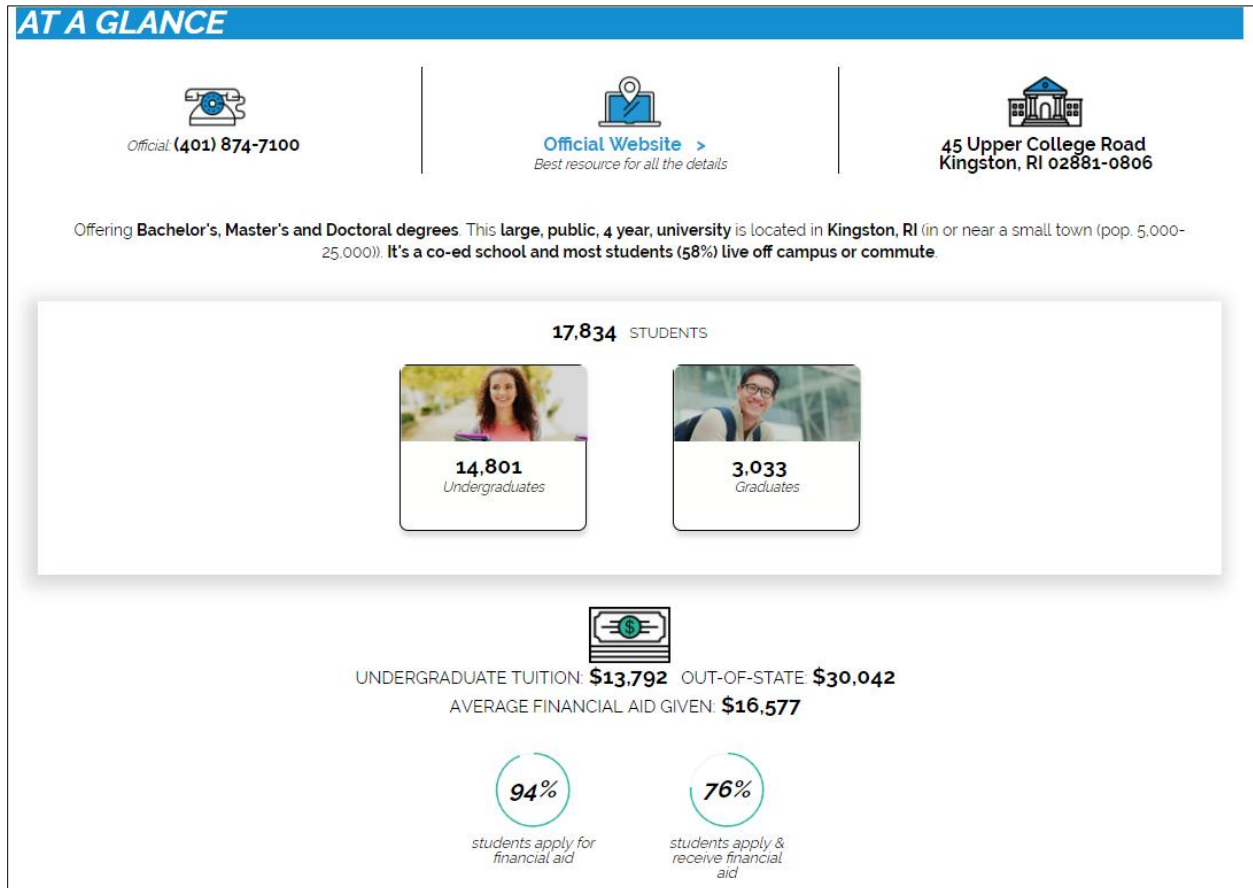 AT A GLANCE
Official: (401) 874-7100
Official Website >
Best resource for all the details
45 Upper College Road
Kingston, RI 02881-0806
Offering Bachelor's, Master's and Doctoral degrees. This large, public, 4 year, university is located in Kingston, RI (in or near a small town (pop. 5,000-
25,000)). It's a co-ed school and most students (58%) live off campus or commute.
17,834 STUDENTS
14,801
Undergraduates
3,033
Graduates
UNDERGRADUATE TUITION: $13,792 OUT-OF-STATE: $30,042
AVERAGE FINANCIAL AID GIVEN: $16,577
94%
students apply for
financial aid
76%
students apply &
receive financial
aid